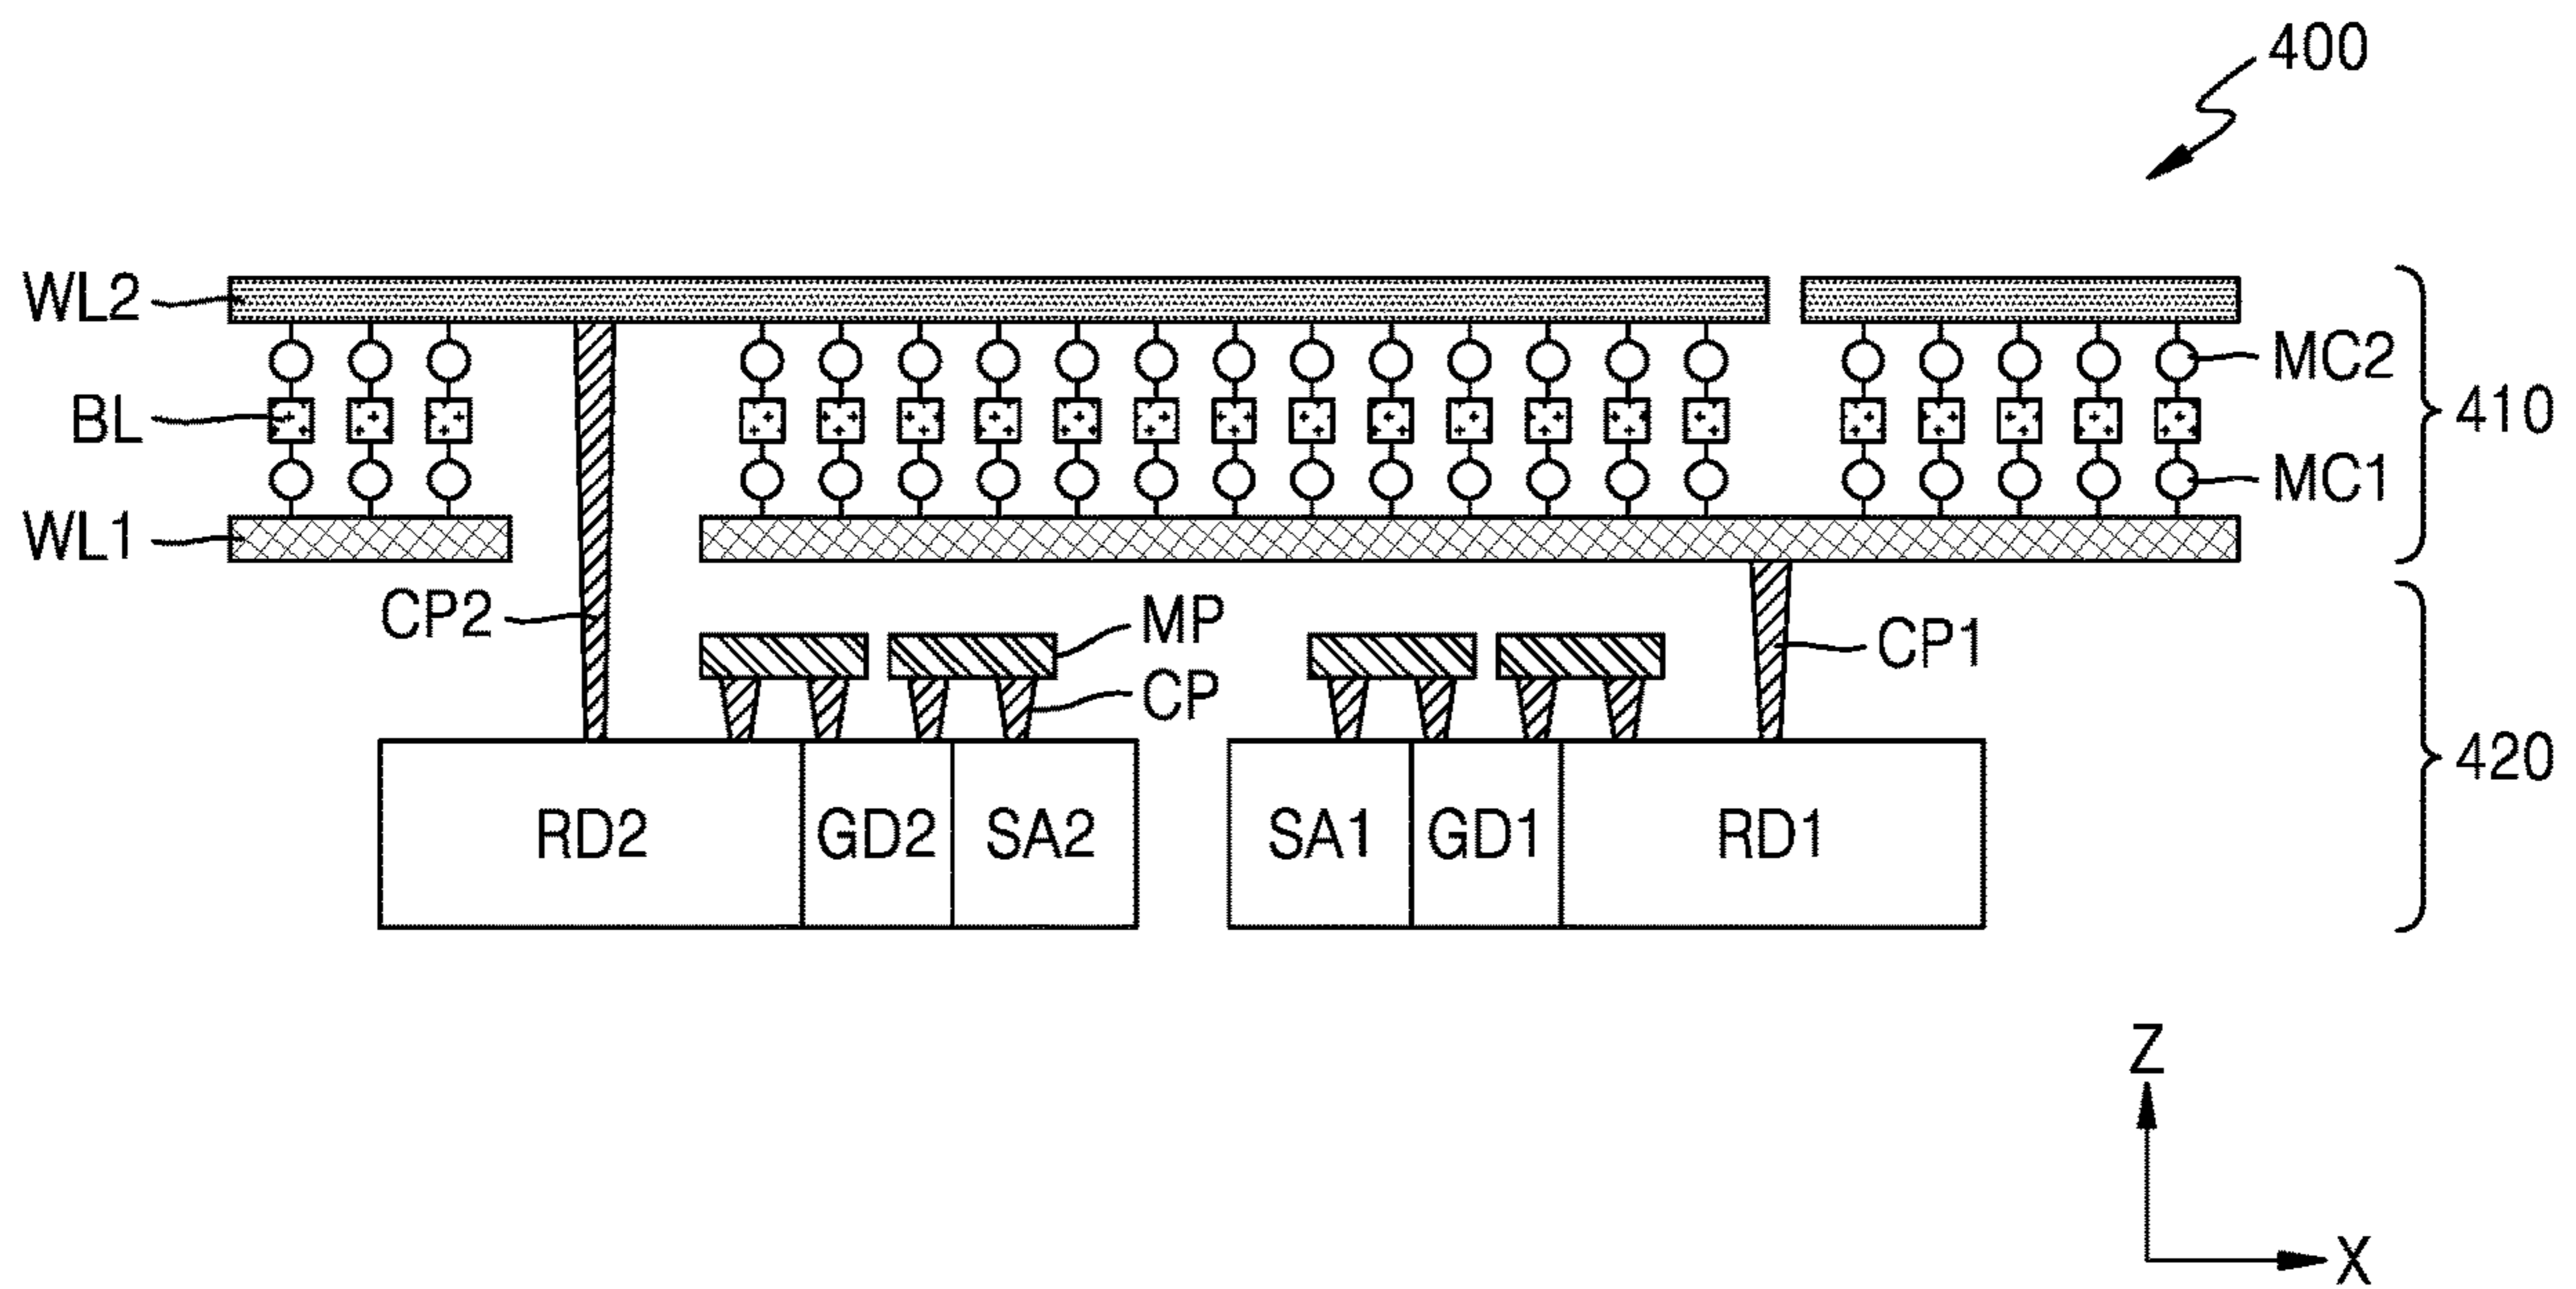 400
WL2
MC2
BL
410
MC1
WL1
CP2
MP
CP1
CP
420
RD2
GD2
SA2
SA1
GD1
RD1
Z
X